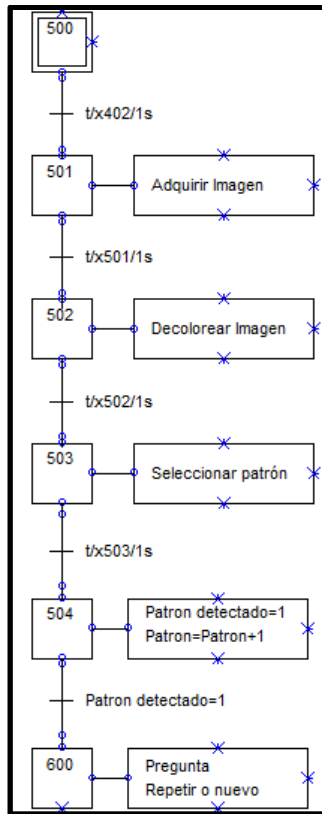 500
t/x402/1s
501
Adquirir Imagen
t/x501/1s
502
Decolorear Imagen
t/x502/1s
503
Seleccionar patrón
t/x503/1s
504
Patron detectado=1
Patron=Patron+1
Patron detectado=1
600
Pregunta
Repetir o nuevo